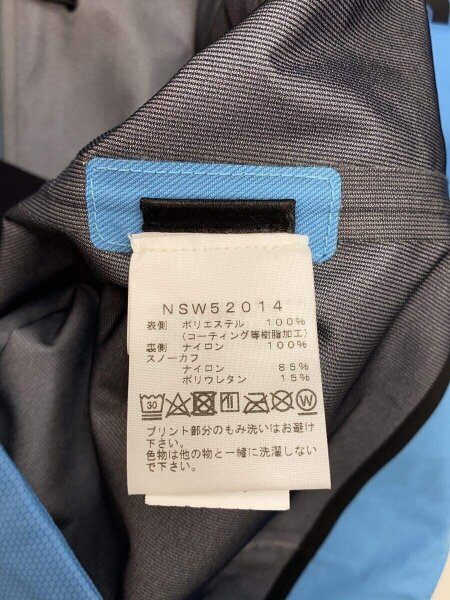 NSW52014
表側 ポリエステル 100%
(コーティング等樹脂加工)
裏側 ナイロン 100%
スノーカフ
ナイロン 85%
ポリウレタン 15%
30 W
プリント部分のもみ洗いはお避け
下さい。
色物は他の物と一緒に洗濯しない
で下さい。